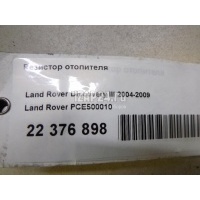 Резистор отопителя
Land Rover Discovery III 2004-2009
Land Rover PCE500010
22 376 898